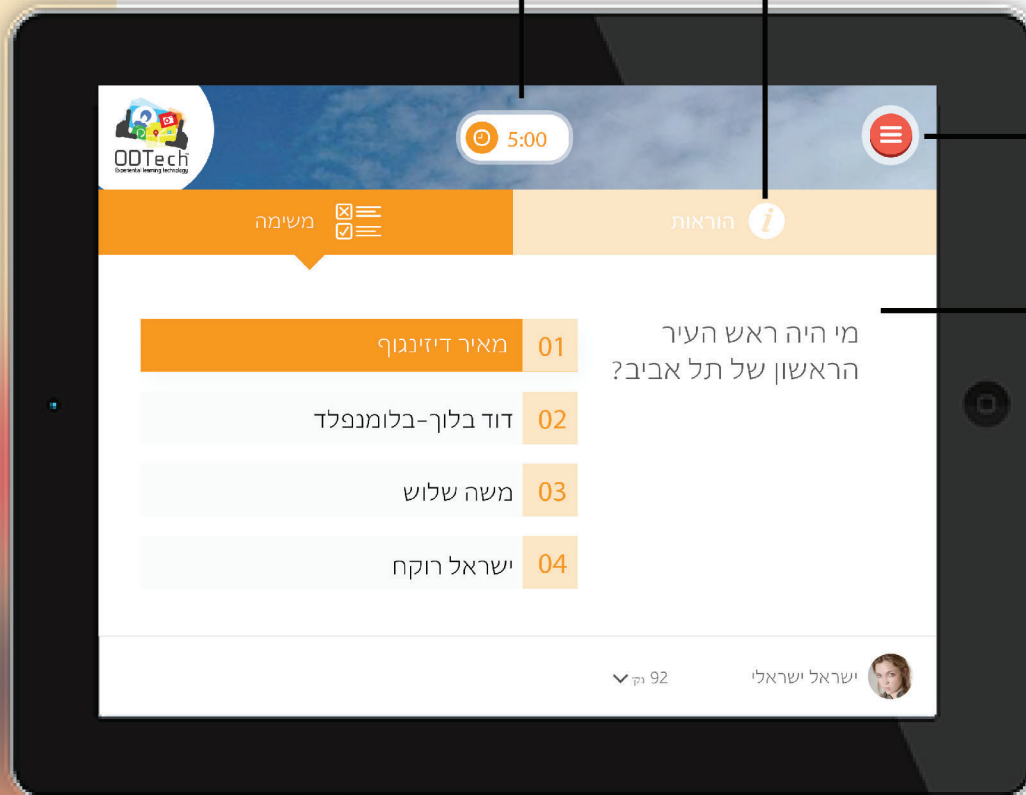 ODTech
Experiential learning technology
5:00
הוראות
משימה
מי היה ראש העיר
הראשון של תל אביב?
01 מאיר דיזינגוף
02 דוד בלוך-בלומנפלד
03 משה שלוש
04 ישראל רוקח
ישראל ישראלי
92 נק